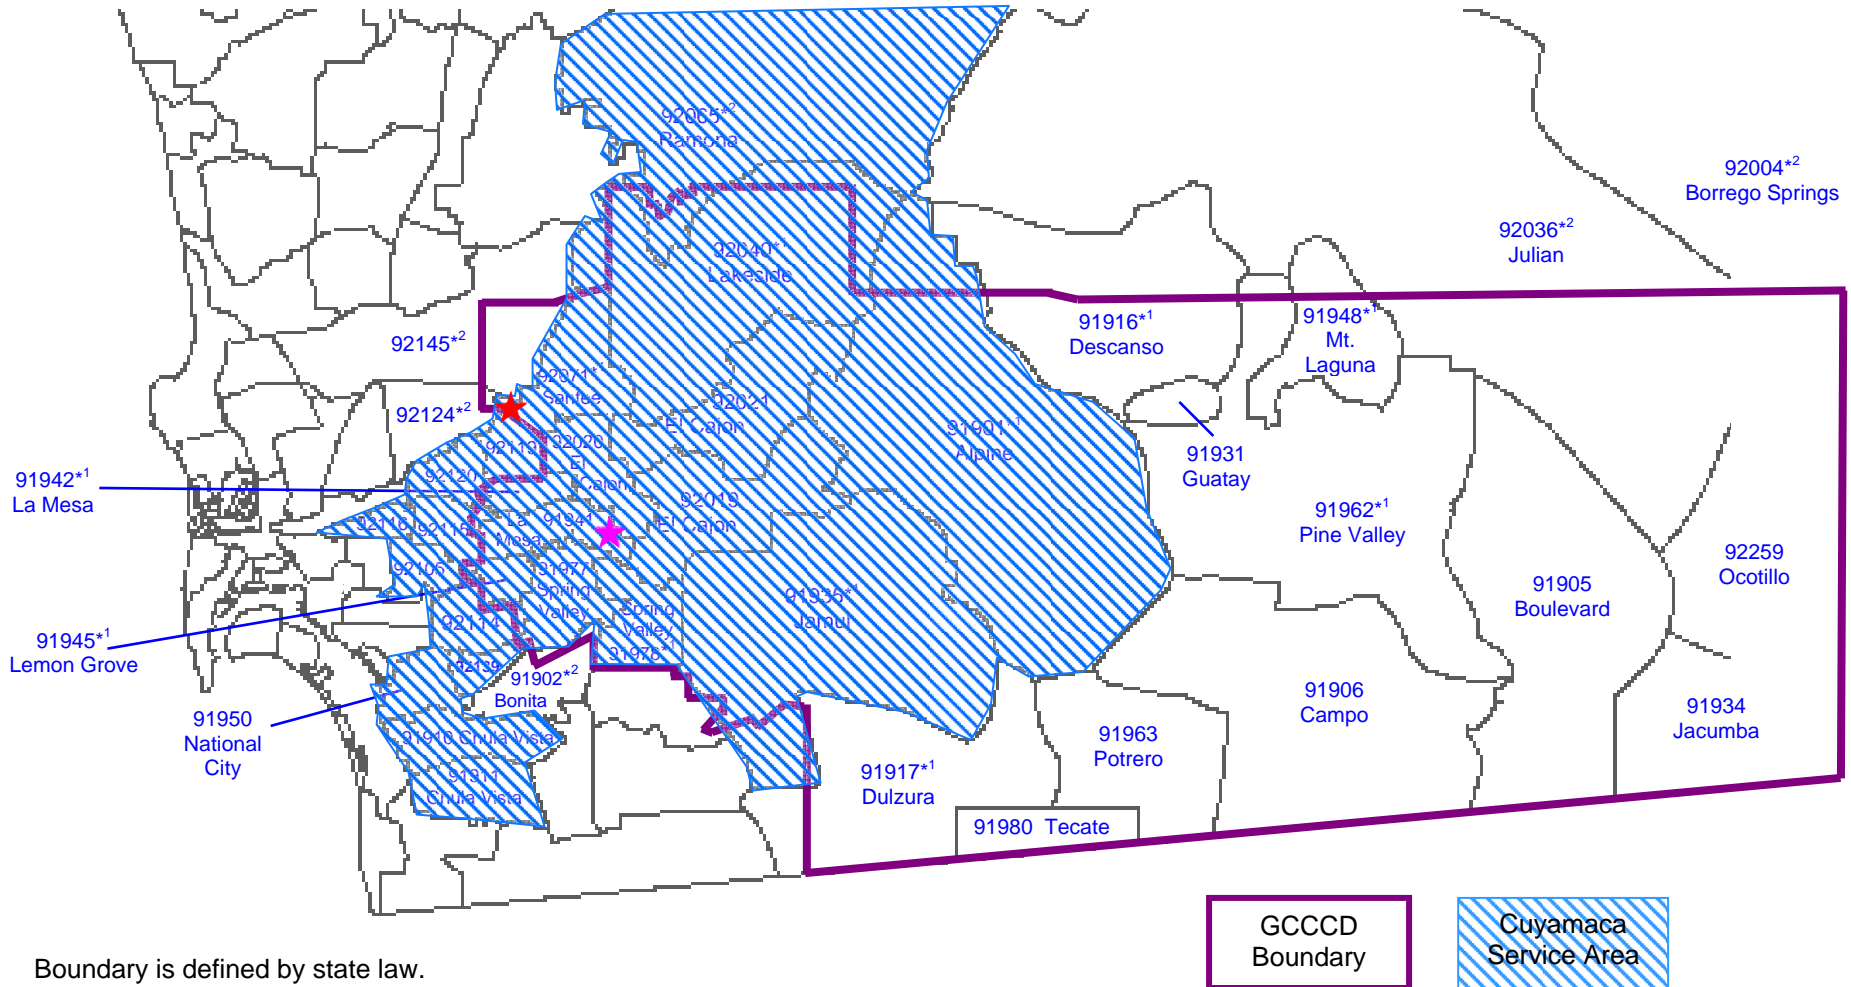 92065*2
Ramona
92004*2
Borrego Springs
92036*2
Julian
92040*1
Lakeside
91916*1
Descanso
91948*1
Mt.
Laguna
92145*2
92071*1
Santee
92124*2
92021
El Cajon
91901*1
Alpine
92119
92020
El
Cajon
91931
Guatay
91942*1
La Mesa
92120
92019
El Cajon
91962*1
Pine Valley
92116
92115
La
Mesa
91941
92259
Ocotillo
92105
91977
Spring
Valley
91905
Boulevard
91935*1
Jamul
91945*1
Lemon Grove
92114
Spring
Valley
91978*1
92139
91902*2
Bonita
91906
Campo
91934
Jacumba
91950
National
City
91910 Chula Vista
91963
Potrero
91911
Chula Vista
91917*1
Dulzura
91980 Tecate
GCCCD
Boundary
Cuyamaca
Service Area
Boundary is defined by state law.